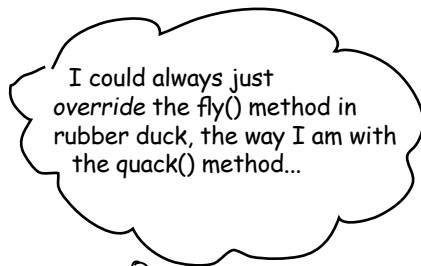 I could always just
override the fly() method in
rubber duck, the way I am with
the quack() method...